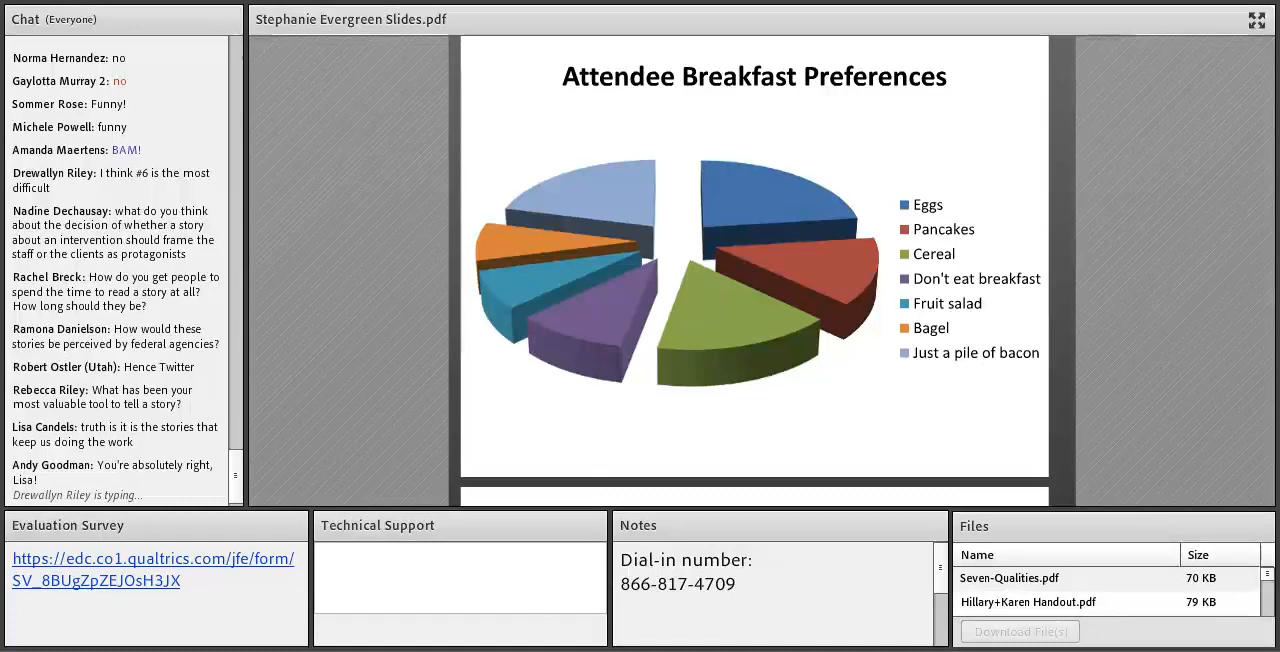 Chat (Everyone)
Norma Hernandez: no
Gaylotta Murray 2: no
Sommer Rose: Funny!
Michele Powell: funny
Amanda Maertens: BAM!
Drewallyn Riley: I think #6 is the most
difficult
Nadine Dechausay: what do you think
about the decision of whether a story
about an intervention should frame the
staff or the clients as protagonists
Rachel Breck: How do you get people to
spend the time to read a story at all?
How long should they be?
Ramona Danielson: How would these
stories be perceived by federal agencies?
Robert Ostler (Utah): Hence Twitter
Rebecca Riley: What has been your
most valuable tool to tell a story?
Lisa Candels: truth is it is the stories that
keep us doing the work
Andy Goodman: You're absolutely right,
Lisa!
Drewallyn Riley is typing...
Stephanie Evergreen Slides.pdf
Attendee Breakfast Preferences
Eggs
Pancakes
Cereal
Don't eat breakfast
Fruit salad
Bagel
Just a pile of bacon
Evaluation Survey
https://edc.co1.qualtrics.com/jfe/form/
SV_8BUgZpZEJOsH3JX
Technical Support
Notes
Dial-in number:
866-817-4709
Files
Name Size
Seven-Qualities.pdf 70 KB
Hillary+Karen Handout.pdf 79 KB
Download File(s)